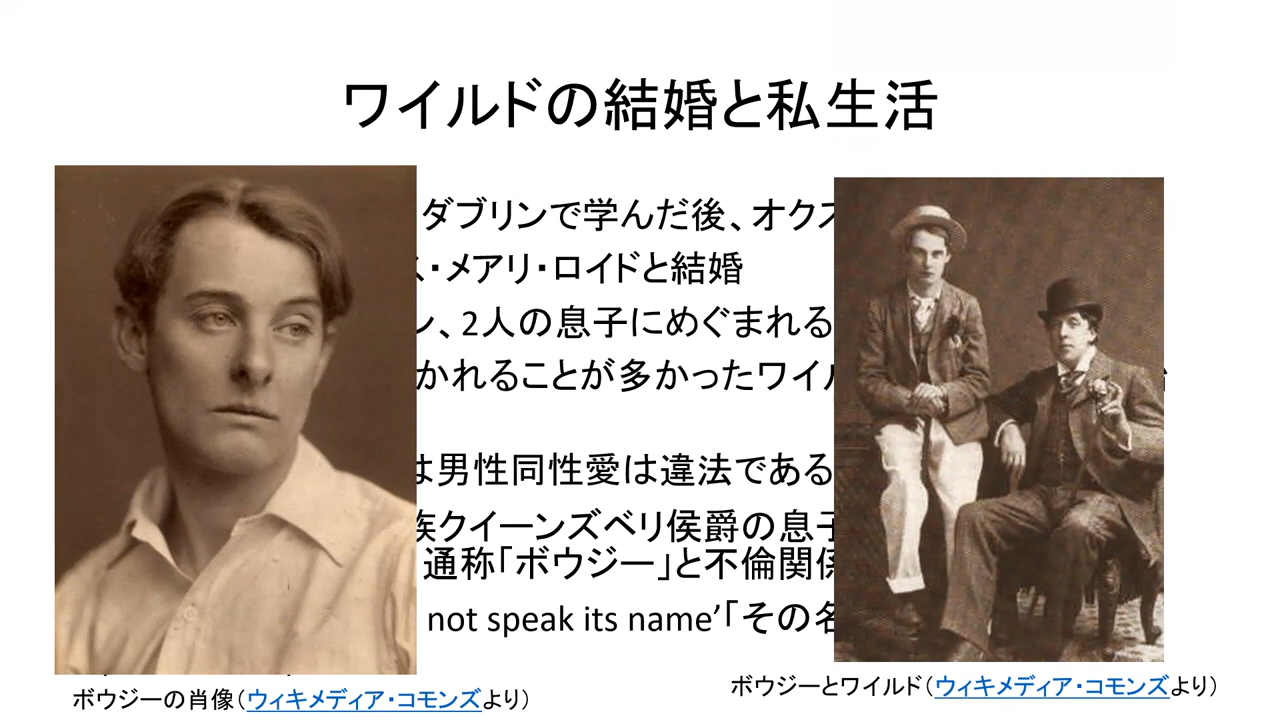 ワイルドの結婚と私生活
ダブリンで学んだ後、オクス
ス・メアリ・ロイドと結婚
ン、2人の息子にめぐまれる
かれることが多かったワイル
は男性同性愛は違法である
族クイーンズベリ侯爵の息子
通称「ボウジー」と不倫関係
not speak its name’「その名
ボウジーとワイルド（ウィキメディア・コモンズより）
ボウジーの肖像（ウィキメディア・コモンズより）